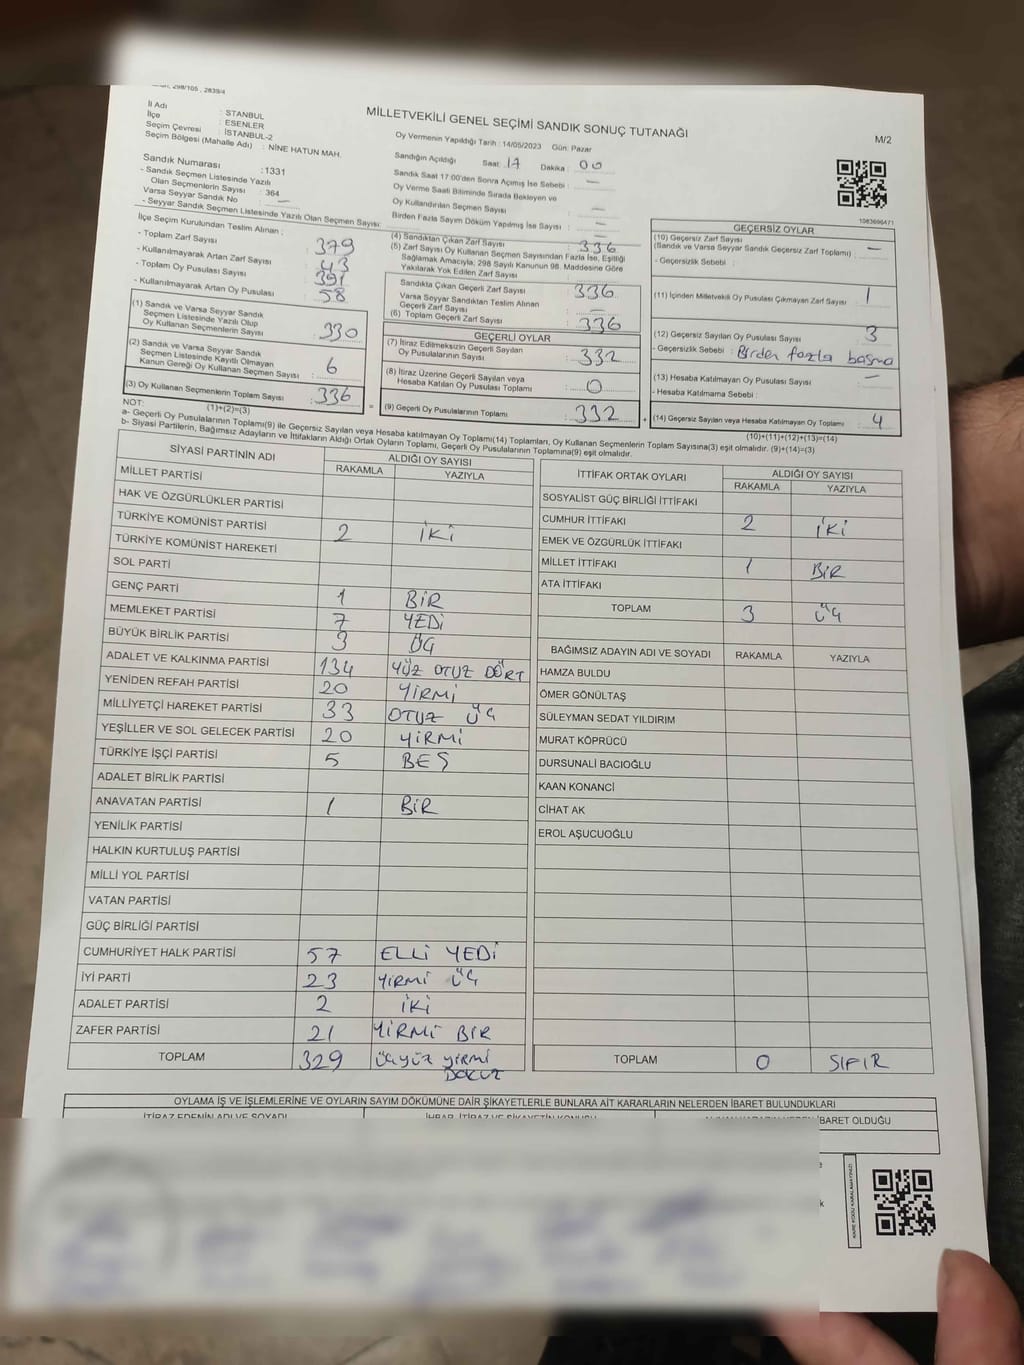 298/105 , 2839/4
MİLLETVEKİLİ GENEL SEÇİMİ SANDIK SONUÇ TUTANAĞI
M/2
İl Adı : STANBUL
İlçe : ESENLER
Seçim Çevresi : İSTANBUL-2
Seçim Bölgesi (Mahalle Adı) : NİNE HATUN MAH.
Sandık Numarası :1331
- Sandık Seçmen Listesinde Yazılı
Olan Seçmenlerin Sayısı : 364
Varsa Seyyar Sandık No : —
- Seyyar Sandık Seçmen Listesinde Yazılı Olan Seçmen Sayısı:
Oy Vermenin Yapıldığı Tarih : 14/05/2023 Gün: Pazar
Sandığın Açıldığı Saat : 17 Dakika : 00
Sandık Saat 17:00'den Sonra Açımış İse Sebebi : —
Oy Verme Saati Bitiminde Sırada Bekleyen ve
Oy Kullandırılan Seçmen Sayısı : —
Birden Fazla Sayım Döküm Yapılmış İse Sayısı : —
1083696471
İlçe Seçim Kurulundan Teslim Alınan ;
- Toplam Zarf Sayısı : 379
- Kullanılmayarak Artan Zarf Sayısı : 43
- Toplam Oy Pusulası Sayısı : 391
- Kullanılmayarak Artan Oy Pusulası : 58
(1) Sandık ve Varsa Seyyar Sandık
Seçmen Listesinde Yazılı Olup
Oy Kullanan Seçmenlerin Sayısı : 330
(2) Sandık ve Varsa Seyyar Sandık
Seçmen Listesinde Kayıtlı Olmayan
Kanun Gereği Oy Kullanan Seçmen Sayısı : 6
(3) Oy Kullanan Seçmenlerin Toplam Sayısı : 336
(1)+(2)=(3)
(4) Sandıktan Çıkan Zarf Sayısı : 336
(5) Zarf Sayısı Oy Kullanan Seçmen Sayısından Fazla İse, Eşitliği
Sağlamak Amacıyla, 298 Sayılı Kanunun 98. Maddesine Göre
Yakılarak Yok Edilen Zarf Sayısı :
Sandıkta Çıkan Geçerli Zarf Sayısı : 336
Varsa Seyyar Sandıktan Teslim Alınan
Geçerli Zarf Sayısı : —
(6) Toplam Geçerli Zarf Sayısı : 336
GEÇERLİ OYLAR
(7) İtiraz Edilmeksizin Geçerli Sayılan
Oy Pusulalarının Sayısı : 332
(8) İtiraz Üzerine Geçerli Sayılan veya
Hesaba Katılan Oy Pusulası Toplamı : 0
= (9) Geçerli Oy Pusulalarının Toplamı : 332
GEÇERSİZ OYLAR
(10) Geçersiz Zarf Sayısı
(Sandık ve Varsa Seyyar Sandık Geçersiz Zarf Toplamı) : —
- Geçersizlik Sebebi :
(11) İçinden Milletvekili Oy Pusulası Çıkmayan Zarf Sayısı : 1
(12) Geçersiz Sayılan Oy Pusulası Sayısı : 3
- Geçersizlik Sebebi : Birden fazla basma
(13) Hesaba Katılmayan Oy Pusulası Sayısı : —
- Hesaba Katılmama Sebebi :
+ (14) Geçersiz Sayılan veya Hesaba Katılmayan Oy Toplamı : 4
(10)+(11)+(12)+(13)=(14)
NOT:
a- Geçerli Oy Pusulalarının Toplamı(9) ile Geçersiz Sayılan veya Hesaba katılmayan Oy Toplamı(14) Toplamları, Oy Kullanan Seçmenlerin Toplam Sayısına(3) eşit olmalıdır. (9)+(14)=(3)
b- Siyasi Partilerin, Bağımsız Adayların ve İttifakların Aldığı Ortak Oyların Toplamı, Geçerli Oy Pusulalarının Toplamına(9) eşit olmalıdır.
SİYASİ PARTİNİN ADI ALDIĞI OY SAYISI
RAKAMLA YAZIYLA
MİLLET PARTİSİ
HAK VE ÖZGÜRLÜKLER PARTİSİ
TÜRKİYE KOMÜNİST PARTİSİ 2 İKİ
TÜRKİYE KOMÜNİST HAREKETİ
SOL PARTİ
GENÇ PARTİ 1 BİR
MEMLEKET PARTİSİ 7 YEDİ
BÜYÜK BİRLİK PARTİSİ 3 ÜÇ
ADALET VE KALKINMA PARTİSİ 134 YÜZ OTUZ DÖRT
YENİDEN REFAH PARTİSİ 20 YİRMİ
MİLLİYETÇİ HAREKET PARTİSİ 33 OTUZ ÜÇ
YEŞİLLER VE SOL GELECEK PARTİSİ 20 YİRMİ
TÜRKİYE İŞÇİ PARTİSİ 5 BEŞ
ADALET BİRLİK PARTİSİ
ANAVATAN PARTİSİ 1 BİR
YENİLİK PARTİSİ
HALKIN KURTULUŞ PARTİSİ
MİLLİ YOL PARTİSİ
VATAN PARTİSİ
GÜÇ BİRLİĞİ PARTİSİ
CUMHURİYET HALK PARTİSİ 57 ELLİ YEDİ
İYİ PARTİ 23 YİRMİ ÜÇ
ADALET PARTİSİ 2 İKİ
ZAFER PARTİSİ 21 YİRMİ BİR
TOPLAM 329 üçyüz yirmi
DOKUZ
İTTİFAK ORTAK OYLARI ALDIĞI OY SAYISI
RAKAMLA YAZIYLA
SOSYALİST GÜÇ BİRLİĞİ İTTİFAKI
CUMHUR İTTİFAKI 2 İKİ
EMEK VE ÖZGÜRLÜK İTTİFAKI
MİLLET İTTİFAKI 1 BİR
ATA İTTİFAKI
TOPLAM 3 ÜÇ
BAĞIMSIZ ADAYIN ADI VE SOYADI RAKAMLA YAZIYLA
HAMZA BULDU
ÖMER GÖNÜLTAŞ
SÜLEYMAN SEDAT YILDIRIM
MURAT KÖPRÜCÜ
DURSUNALİ BACIOĞLU
KAAN KONANCİ
CİHAT AK
EROL AŞUCUOĞLU
TOPLAM 0 SIFIR
OYLAMA İŞ VE İŞLEMLERİNE VE OYLARIN SAYIM DÖKÜMÜNE DAİR ŞİKAYETLERLE BUNLARA AİT KARARLARIN NELERDEN İBARET BULUNDUKLARI
İTİRAZ EDENİN ADI VE SOYADI
İHBAR, İTİRAZ VE ŞİKAYETİN KONUSU
İBARET OLDUĞU